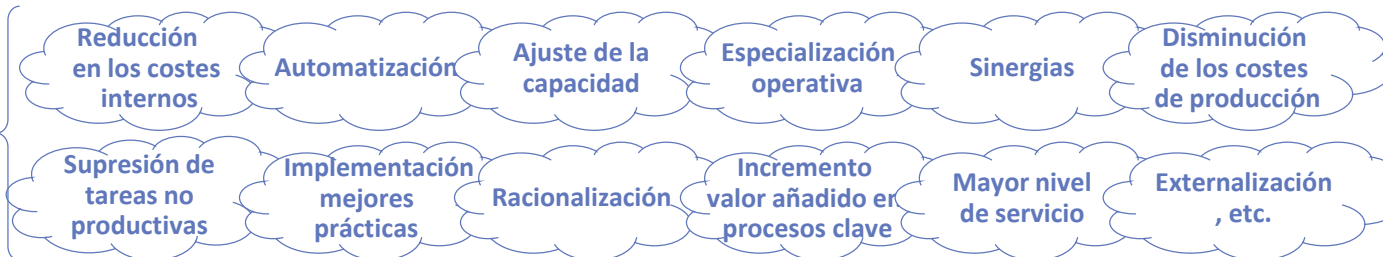 Reducción
en los costes
internos
Automatización
Ajuste de la
capacidad
Especialización
operativa
Sinergias
Disminución
de los costes
de producción
Supresión de
tareas no
productivas
Implementación
mejores
prácticas
Racionalización
Incremento
valor añadido en
procesos clave
Mayor nivel
de servicio
Externalización
, etc.